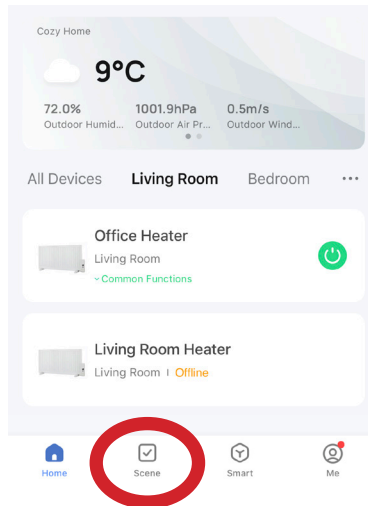 Cozy Home
9°C
72.0% 1001.9hPa 0.5m/s
Outdoor Humid... Outdoor Air Pr... Outdoor Wind...
All Devices Living Room Bedroom ...
Office Heater
Living Room
Common Functions
Living Room Heater
Living Room | Offline
Home Scene Smart Me